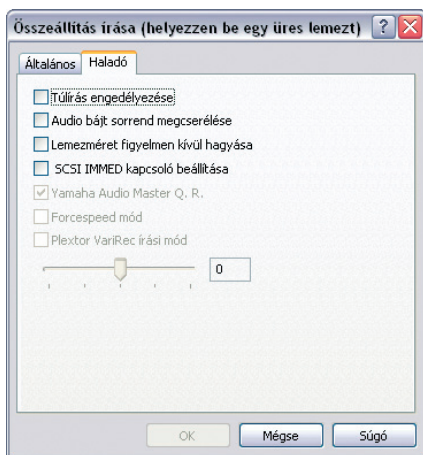 Összeállítás írása (helyezzen be egy üres lemezt)
Általános Haladó
Túlírás engedélyezése
Audio bájt sorrend megcserélése
Lemezméret figyelmen kívül hagyása
SCSI IMMED kapcsoló beállítása
Yamaha Audio Master Q. R.
Forcespeed mód
Plextor VariRec írási mód
0
OK Mégse Súgó